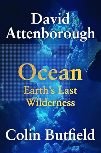 David
Attenborough
Ocean
Earth's Last
Wilderness
Colin Butfield